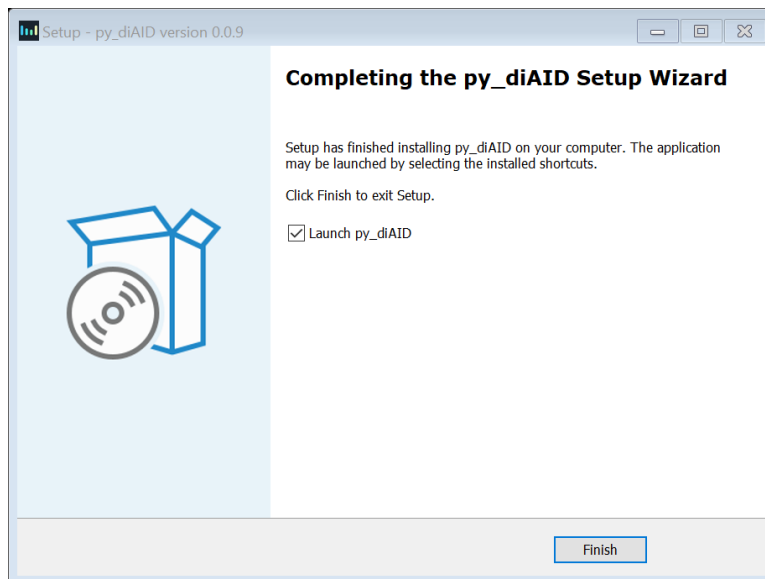 Setup - py_diAID version 0.0.9
Completing the py_diAID Setup Wizard
Setup has finished installing py_diAID on your computer. The application
may be launched by selecting the installed shortcuts.
Click Finish to exit Setup.
Launch py_diAID
Finish